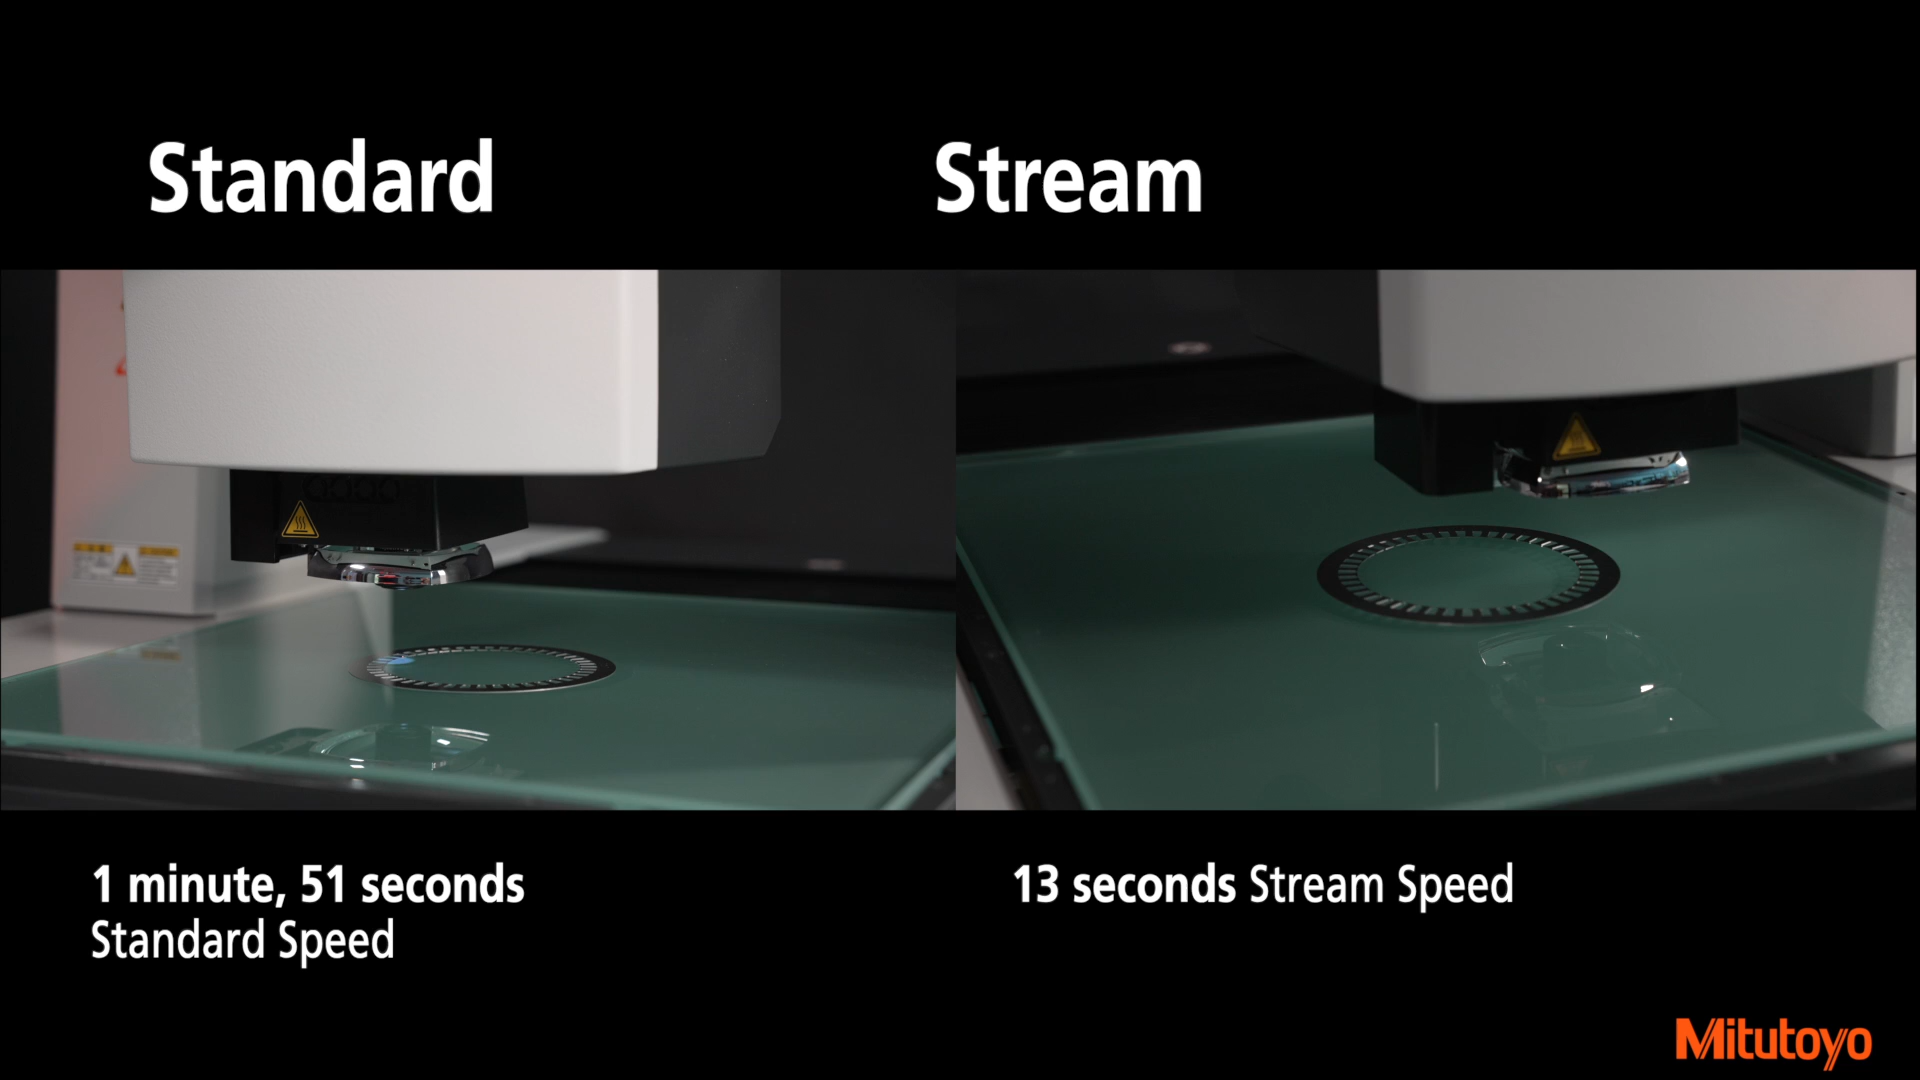 Standard
Stream
1 minute, 51 seconds
Standard Speed
13 seconds Stream Speed
Mitutoyo